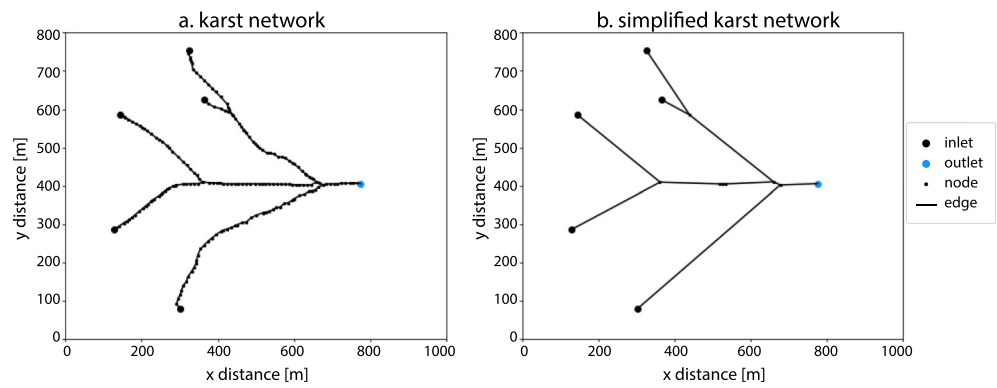 a. karst network
b. simplified karst network
800
700
600
500
400
300
200
100
0
y distance [m]
0 200 400 600 800 1000
x distance [m]
800
700
600
500
400
300
200
100
0
y distance [m]
0 200 400 600 800 1000
x distance [m]
inlet
outlet
node
edge